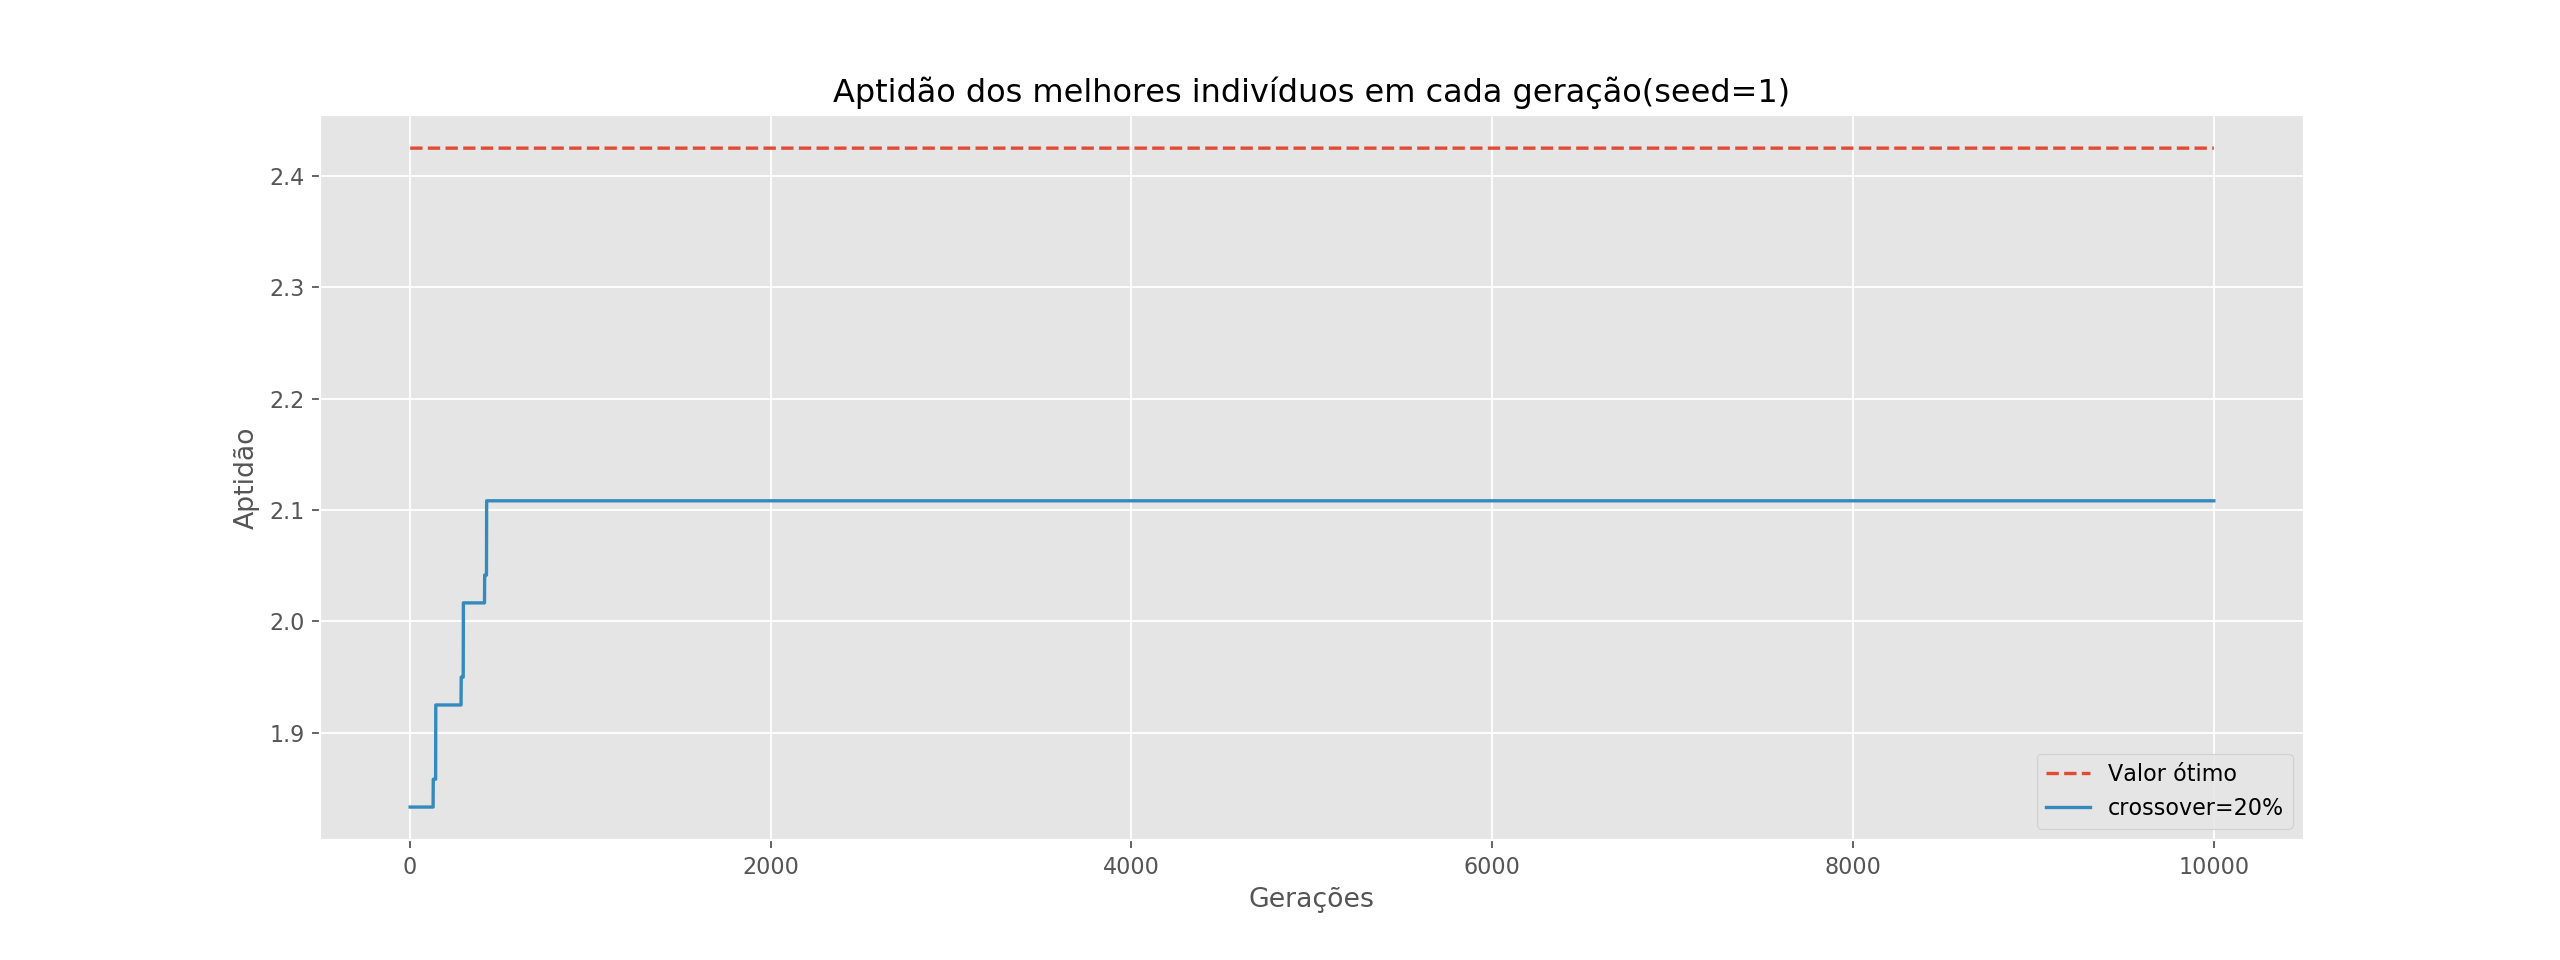 Aptidão dos melhores indivíduos em cada geração(seed=1)
2.4
2.3
2.2
2.1
2.0
1.9
Aptidão
0
2000
4000
6000
8000
10000
Gerações
Valor ótimo
crossover=20%